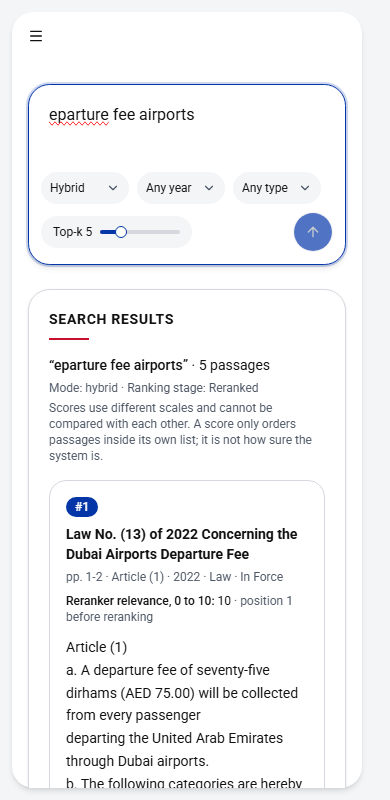 eparture fee airports
Hybrid
Any year
Any type
Top-k 5
SEARCH RESULTS
“eparture fee airports” · 5 passages
Mode: hybrid · Ranking stage: Reranked
Scores use different scales and cannot be
compared with each other. A score only orders
passages inside its own list; it is not how sure the
system is.
#1
Law No. (13) of 2022 Concerning the
Dubai Airports Departure Fee
pp. 1-2 · Article (1) · 2022 · Law · In Force
Reranker relevance, 0 to 10: 10 · position 1
before reranking
Article (1)
a. A departure fee of seventy-five
dirhams (AED 75.00) will be collected
from every passenger
departing the United Arab Emirates
through Dubai airports.
b. The following categories are hereby